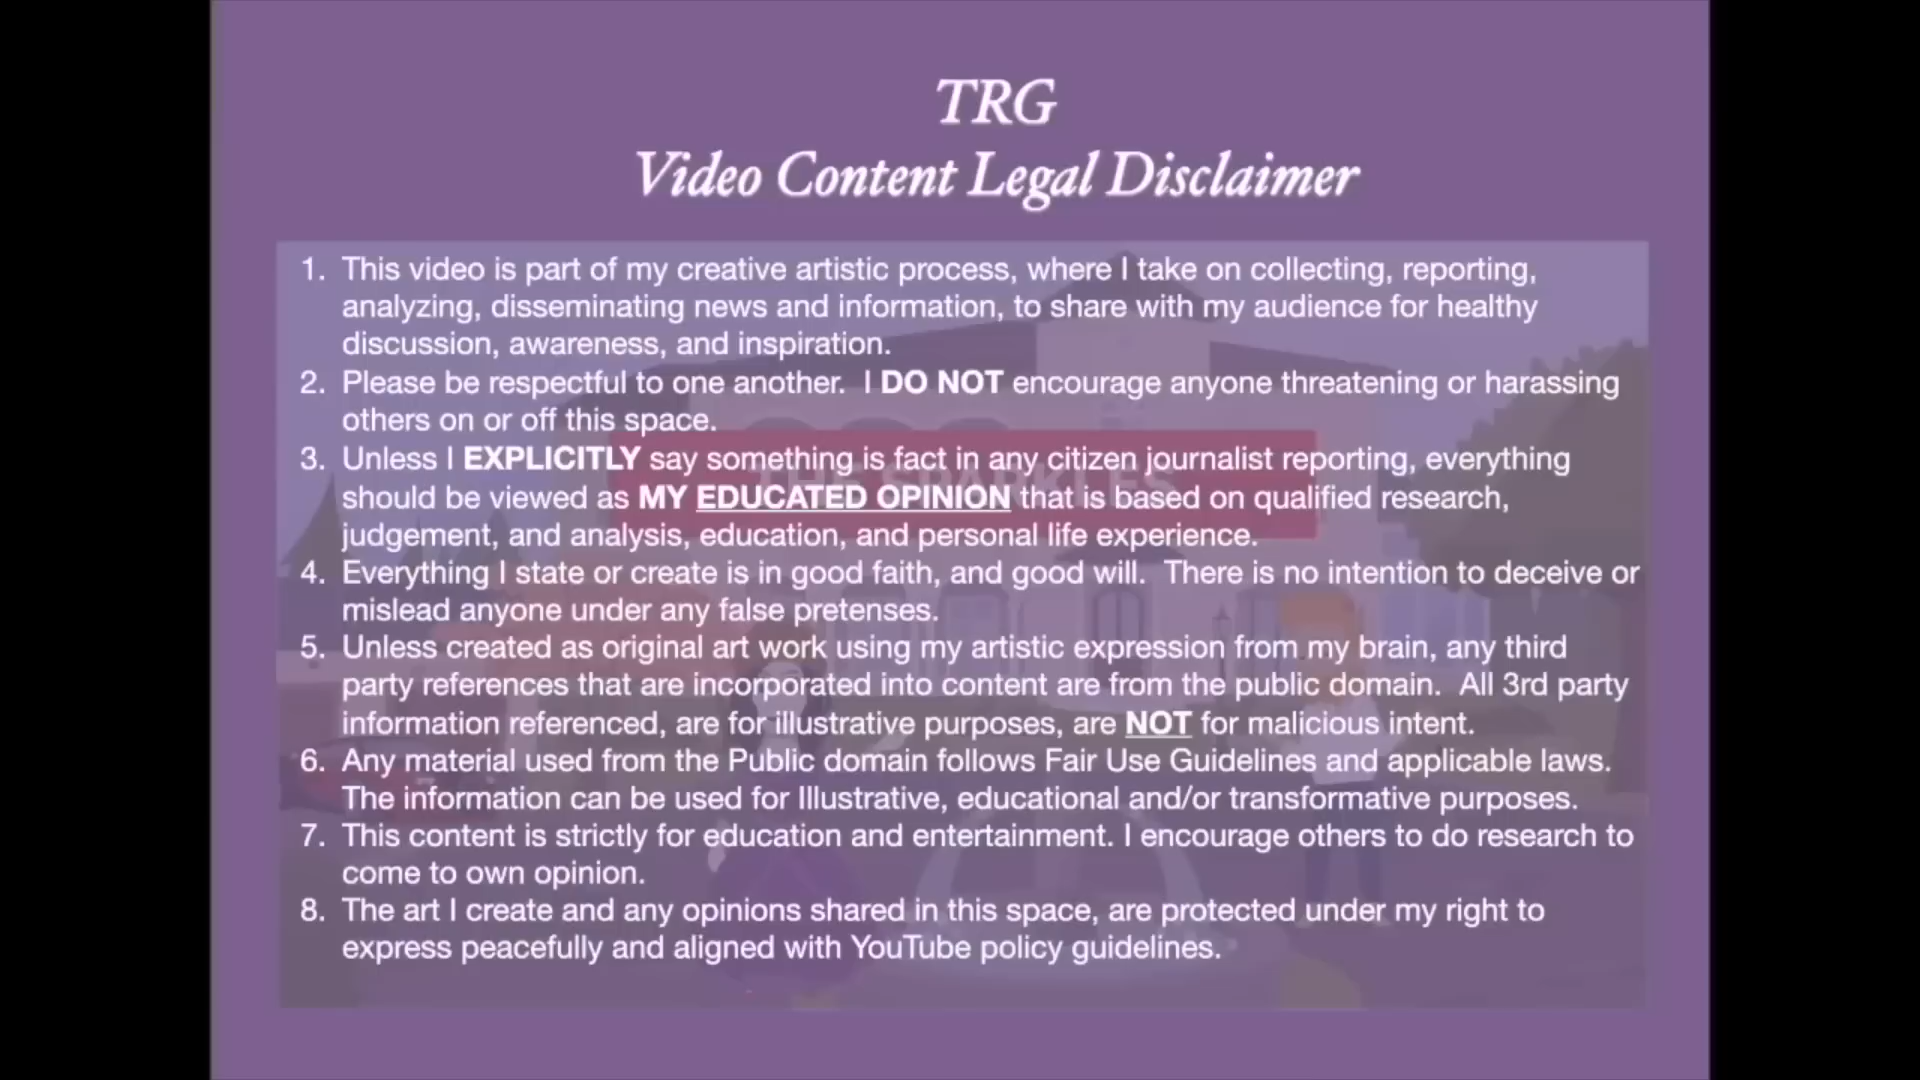 TRG
Video Content Legal Disclaimer
1. This video is part of my creative artistic process, where I take on collecting, reporting,
analyzing, disseminating news and information, to share with my audience for healthy
discussion, awareness, and inspiration.
2. Please be respectful to one another.  I DO NOT encourage anyone threatening or harassing
others on or off this space.
3. Unless I EXPLICITLY say something is fact in any citizen journalist reporting, everything
should be viewed as MY EDUCATED OPINION that is based on qualified research,
judgement, and analysis, education, and personal life experience.
4. Everything I state or create is in good faith, and good will.  There is no intention to deceive or
mislead anyone under any false pretenses.
5. Unless created as original art work using my artistic expression from my brain, any third
party references that are incorporated into content are from the public domain.  All 3rd party
information referenced, are for illustrative purposes, are NOT for malicious intent.
6. Any material used from the Public domain follows Fair Use Guidelines and applicable laws.
The information can be used for Illustrative, educational and/or transformative purposes.
7. This content is strictly for education and entertainment. I encourage others to do research to
come to own opinion.
8. The art I create and any opinions shared in this space, are protected under my right to
express peacefully and aligned with YouTube policy guidelines.
THE SPARKLES